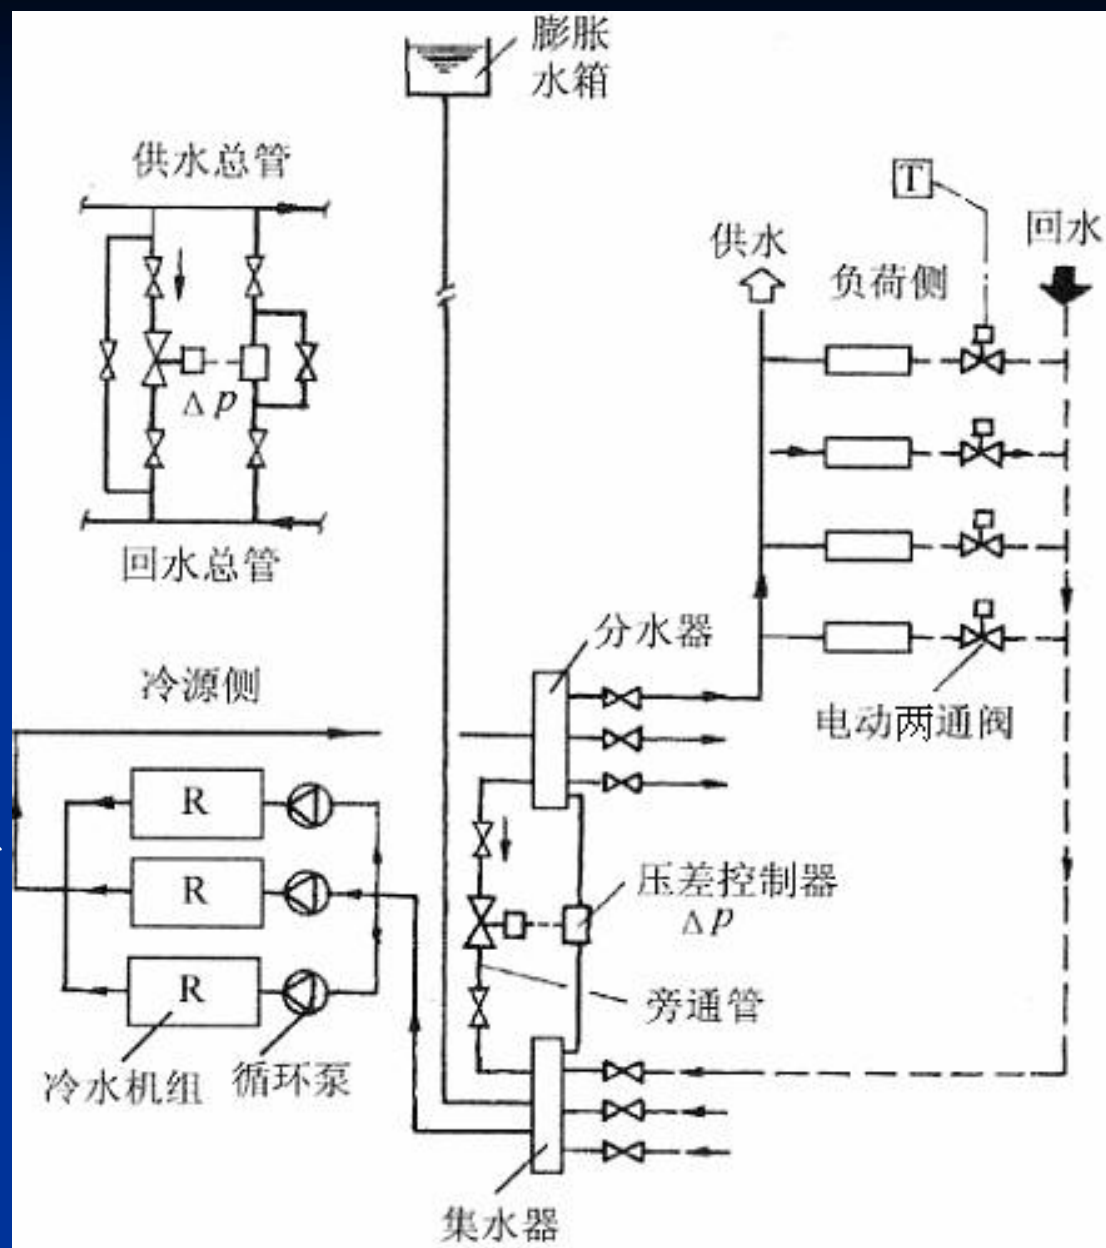 膨胀
水箱
供水总管
T
供水
回水
负荷侧
Δp
回水总管
分水器
冷源侧
电动两通阀
R
R
压差控制器
Δp
R
旁通管
冷水机组
循环泵
集水器